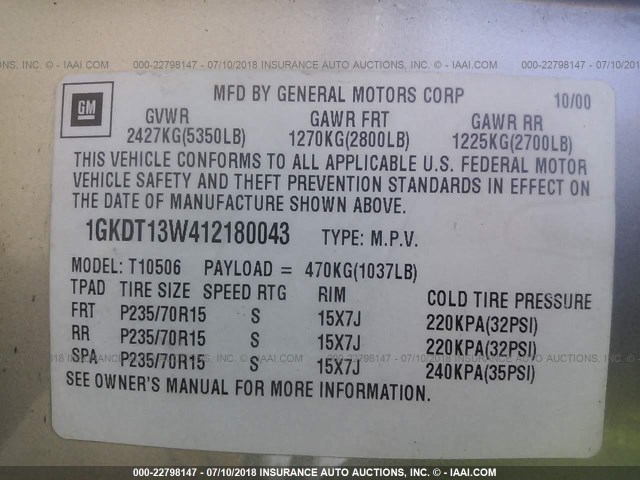 AUCTIONS, INC. - © - IAAI.COM 000-22798147 - 07/10/2018 INSURANCE AUTO AUCTIONS, INC. - © - IAAI.COM 000-22798147 - 07/10/2018
GM
MFD BY GENERAL MOTORS CORP 10/00
GVWR GAWR FRT GAWR RR
2427KG(5350LB) 1270KG(2800LB) 1225KG(2700LB)
THIS VEHICLE CONFORMS TO ALL APPLICABLE U.S. FEDERAL MOTOR
VEHICLE SAFETY AND THEFT PREVENTION STANDARDS IN EFFECT ON
THE DATE OF MANUFACTURE SHOWN ABOVE.
1GKDT13W412180043 TYPE: M.P.V.
MODEL: T10506 PAYLOAD = 470KG(1037LB)
TPAD TIRE SIZE SPEED RTG RIM COLD TIRE PRESSURE
FRT P235/70R15 S 15X7J 220KPA(32PSI)
RR P235/70R15 S 15X7J 220KPA(32PSI)
SPA P235/70R15 S 15X7J 240KPA(35PSI)
SEE OWNER'S MANUAL FOR MORE INFORMATION.
000-22798147 - 07/10/2018 INSURANCE AUTO AUCTIONS, INC. - © - IAAI.COM